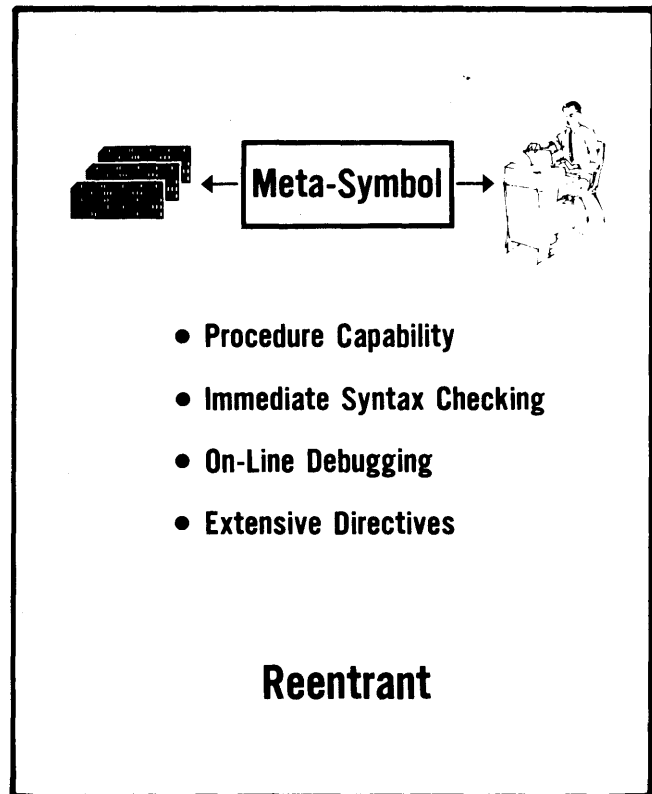 Meta-Symbol
• Procedure Capability
• Immediate Syntax Checking
• On-Line Debugging
• Extensive Directives
Reentrant